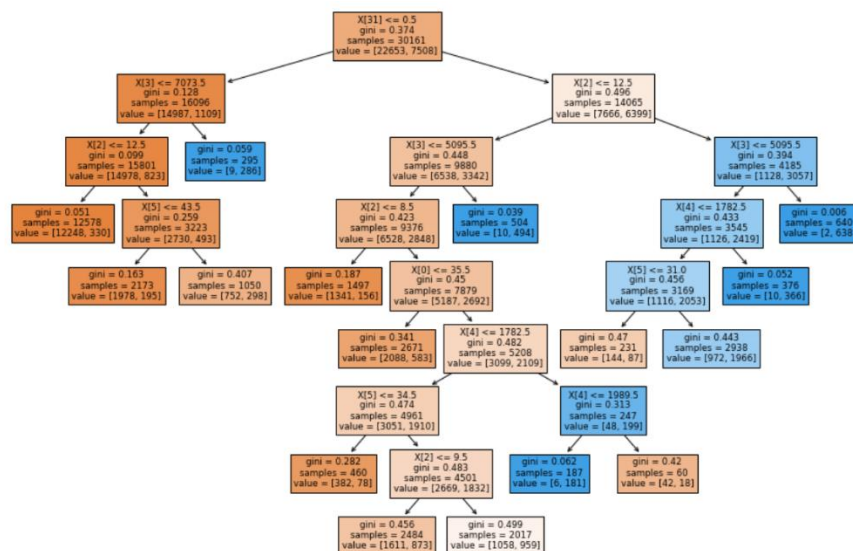 X[31] <= 0.5
gini = 0.374
samples = 30161
value = [22653, 7508]
X[3] <= 7073.5
gini = 0.128
samples = 16096
value = [14987, 1109]
X[2] <= 12.5
gini = 0.496
samples = 14065
value = [7666, 6399]
X[2] <= 12.5
gini = 0.099
samples = 15801
value = [14978, 823]
gini = 0.059
samples = 295
value = [9, 286]
X[3] <= 5095.5
gini = 0.448
samples = 9880
value = [6538, 3342]
X[3] <= 5095.5
gini = 0.394
samples = 4185
value = [1128, 3057]
gini = 0.051
samples = 12578
value = [12248, 330]
X[5] <= 43.5
gini = 0.259
samples = 3223
value = [2730, 493]
X[2] <= 8.5
gini = 0.423
samples = 9376
value = [6528, 2848]
gini = 0.039
samples = 504
value = [10, 494]
X[4] <= 1782.5
gini = 0.433
samples = 3545
value = [1126, 2419]
gini = 0.006
samples = 640
value = [2, 638]
gini = 0.163
samples = 2173
value = [1978, 195]
gini = 0.407
samples = 1050
value = [752, 298]
gini = 0.187
samples = 1497
value = [1341, 156]
X[0] <= 35.5
gini = 0.45
samples = 7879
value = [5187, 2692]
X[5] <= 31.0
gini = 0.456
samples = 3169
value = [1116, 2053]
gini = 0.052
samples = 376
value = [10, 366]
gini = 0.341
samples = 2671
value = [2088, 583]
X[4] <= 1782.5
gini = 0.482
samples = 5208
value = [3099, 2109]
gini = 0.47
samples = 231
value = [144, 87]
gini = 0.443
samples = 2938
value = [972, 1966]
X[5] <= 34.5
gini = 0.474
samples = 4961
value = [3051, 1910]
X[4] <= 1989.5
gini = 0.313
samples = 247
value = [48, 199]
gini = 0.282
samples = 460
value = [382, 78]
X[2] <= 9.5
gini = 0.483
samples = 4501
value = [2669, 1832]
gini = 0.062
samples = 187
value = [6, 181]
gini = 0.42
samples = 60
value = [42, 18]
gini = 0.456
samples = 2484
value = [1611, 873]
gini = 0.499
samples = 2017
value = [1058, 959]